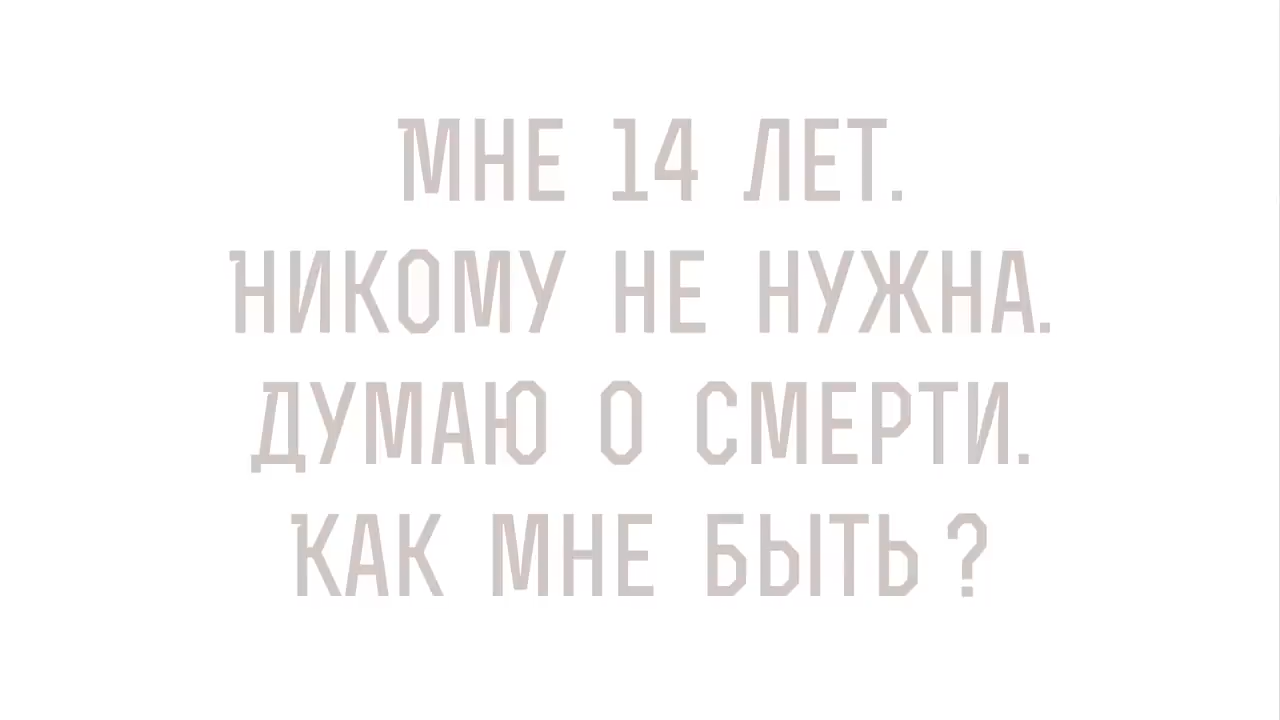 МНЕ 14 ЛЕТ.
НИКОМУ НЕ НУЖНА.
ДУМАЮ О СМЕРТИ.
КАК МНЕ БЫТЬ?